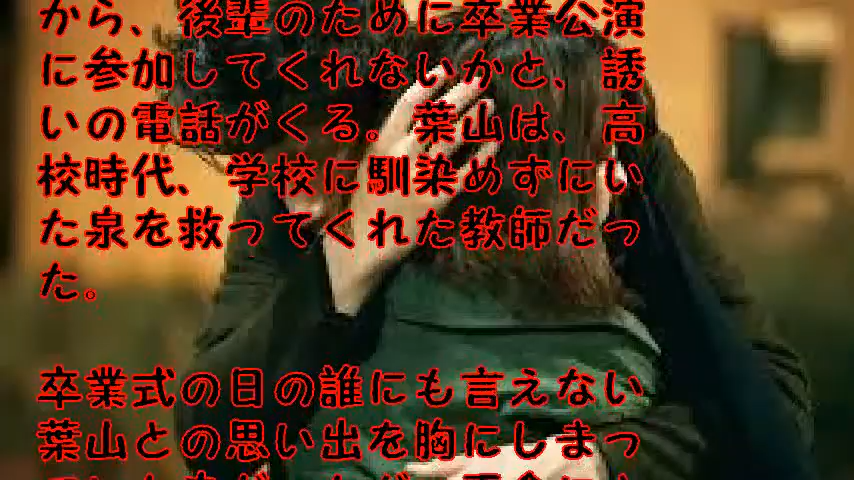 から、後輩のために卒業公演
に参加してくれないかと、誘
いの電話がくる。葉山は、高
校時代、学校に馴染めずにい
た泉を救ってくれた教師だっ
た。
卒業式の日の誰にも言えない
葉山との思い出を胸にしまっ